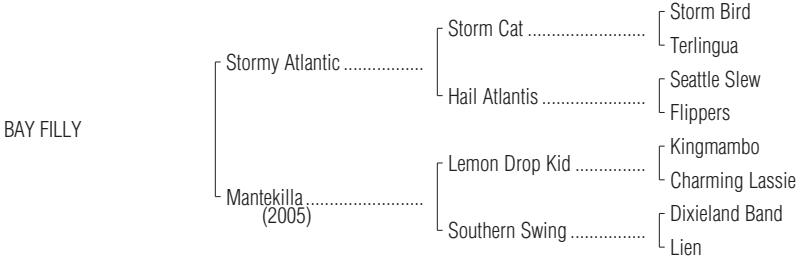 Storm Bird
Storm Cat ........................
Terlingua
Stormy Atlantic ................
Seattle Slew
Hail Atlantis .....................
Flippers
BAY FILLY
Kingmambo
Lemon Drop Kid ..............
Charming Lassie
Mantekilla ........................
(2005)
Dixieland Band
Southern Swing ...............
Lien